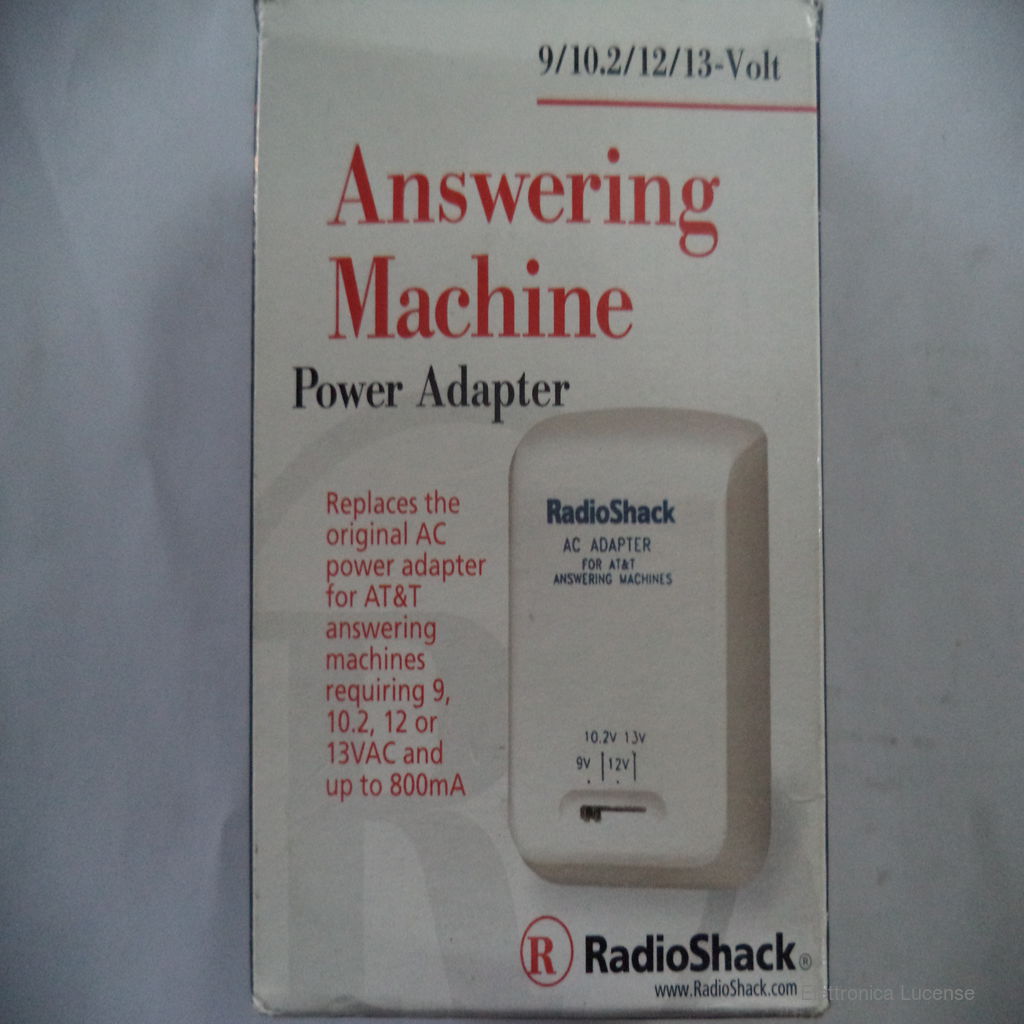 9/10.2/12/13-Volt
Answering
Machine
Power Adapter
Replaces the
original AC
power adapter
for AT&T
answering
machines
requiring 9,
10.2, 12 or
13VAC and
up to 800mA
RadioShack
AC ADAPTER
FOR AT&T
ANSWERING MACHINES
10.2V 13V
9V 12V
R RadioShack®
www.RadioShack.com
Elettronica Lucense